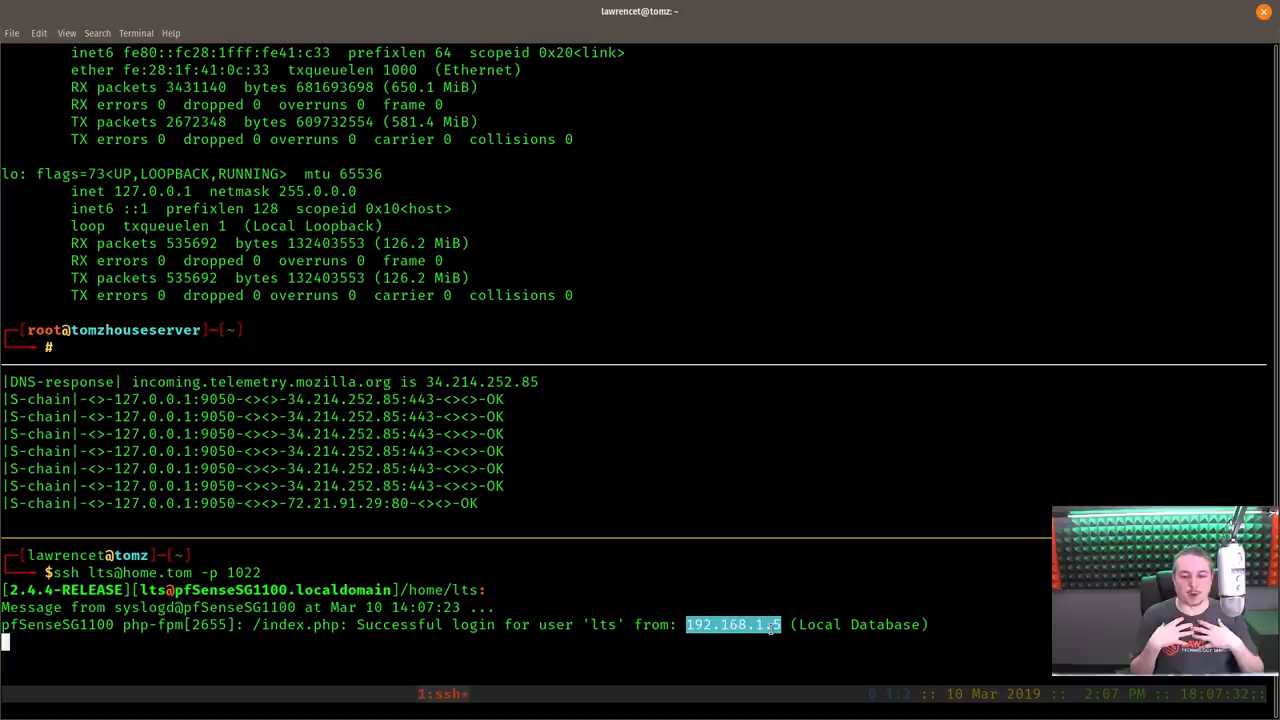 lawrencet@tomz: ~
File Edit View Search Terminal Help
inet6 fe80::fc28:1fff:fe41:c33 prefixlen 64 scopeid 0x20<link>
ether fe:28:1f:41:0c:33 txqueuelen 1000 (Ethernet)
RX packets 3431140 bytes 681693698 (650.1 MiB)
RX errors 0 dropped 0 overruns 0 frame 0
TX packets 2672348 bytes 609732554 (581.4 MiB)
TX errors 0 dropped 0 overruns 0 carrier 0 collisions 0
lo: flags=73<UP,LOOPBACK,RUNNING> mtu 65536
inet 127.0.0.1 netmask 255.0.0.0
inet6 ::1 prefixlen 128 scopeid 0x10<host>
loop txqueuelen 1 (Local Loopback)
RX packets 535692 bytes 132403553 (126.2 MiB)
RX errors 0 dropped 0 overruns 0 frame 0
TX packets 535692 bytes 132403553 (126.2 MiB)
TX errors 0 dropped 0 overruns 0 carrier 0 collisions 0
┌─[root@tomzhouseserver]─[~]
└──╼ #
|DNS-response| incoming.telemetry.mozilla.org is 34.214.252.85
|S-chain|-<>-127.0.0.1:9050-<><>-34.214.252.85:443-<><>-OK
|S-chain|-<>-127.0.0.1:9050-<><>-34.214.252.85:443-<><>-OK
|S-chain|-<>-127.0.0.1:9050-<><>-34.214.252.85:443-<><>-OK
|S-chain|-<>-127.0.0.1:9050-<><>-34.214.252.85:443-<><>-OK
|S-chain|-<>-127.0.0.1:9050-<><>-34.214.252.85:443-<><>-OK
|S-chain|-<>-127.0.0.1:9050-<><>-34.214.252.85:443-<><>-OK
|S-chain|-<>-127.0.0.1:9050-<><>-72.21.91.29:80-<><>-OK
┌─[lawrencet@tomz]─[~]
└──╼ $ssh lts@home.tom -p 1022
[2.4.4-RELEASE][lts@pfSenseSG1100.localdomain]/home/lts:
Message from syslogd@pfSenseSG1100 at Mar 10 14:07:23 ...
pfSenseSG1100 php-fpm[2655]: /index.php: Successful login for user 'lts' from: 192.168.1.5 (Local Database)
1:ssh* 0 1:2 :: 10 Mar 2019 :: 2:07 PM :: 18:07:32::